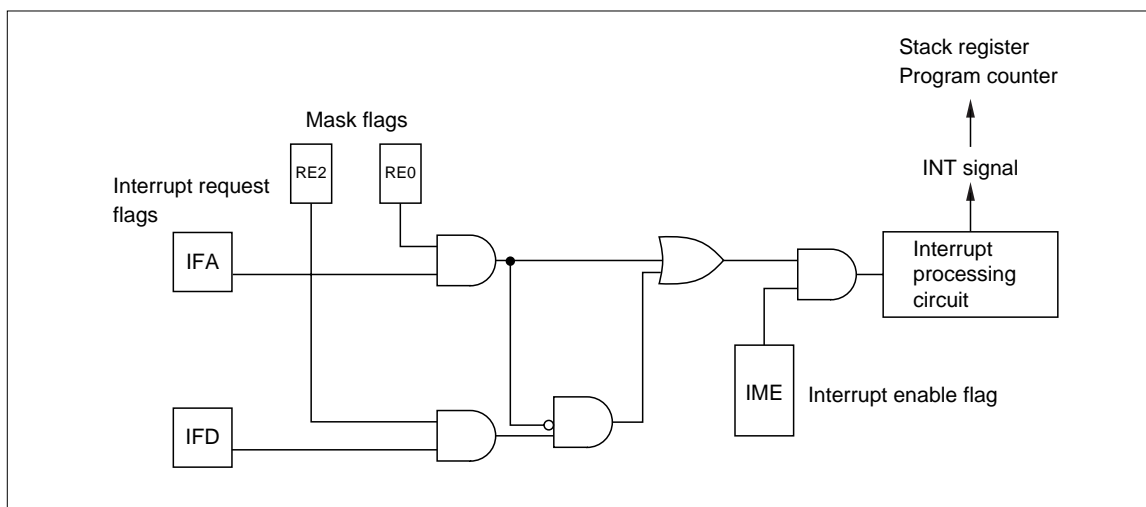 Stack register
Program counter
Mask flags
RE2
RE0
INT signal
Interrupt request
flags
IFA
Interrupt
processing
circuit
IME
Interrupt enable flag
IFD